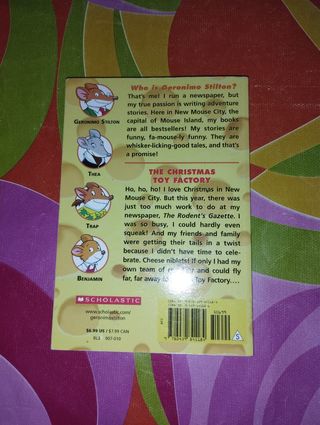 Who is Geronimo Stilton?
That's me! I run a newspaper, but
my true passion is writing adventure
stories. Here in New Mouse City, the
capital of Mouse Island, my books
are all bestsellers! My stories are
funny, fa-mouse-ly funny. They are
whisker-licking-good tales, and that's
a promise!
GERONIMO STILTON
THEA
TRAP
BENJAMIN
THE CHRISTMAS
TOY FACTORY
Ho, ho, ho! I love Christmas in New
Mouse City. But this year, there was
just too much work to do at my
newspaper, The Rodent's Gazette. I
was so busy, I could hardly even
squeak! And my friends and family
were getting their tails in a twist
because I didn't have time to cele-
brate. Cheese niblets! If only I had my
own team of and could fly
far, far away to Toy Factory....
SCHOLASTIC
www.scholastic.com/
geronimostilton
$6.99 US / $7.99 CAN
RL3 007-010